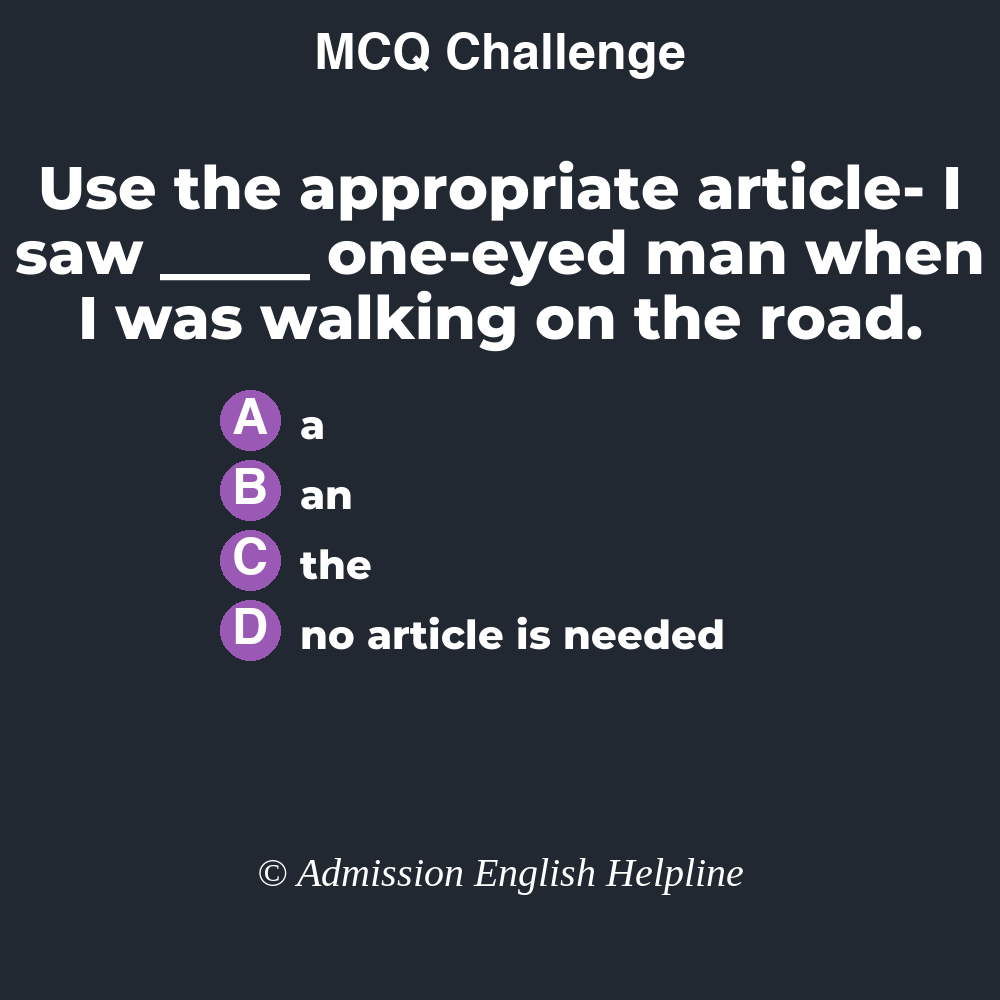 MCQ Challenge
Use the appropriate article- I
saw _____ one-eyed man when
I was walking on the road.
A a
B an
C the
D no article is needed
© Admission English Helpline